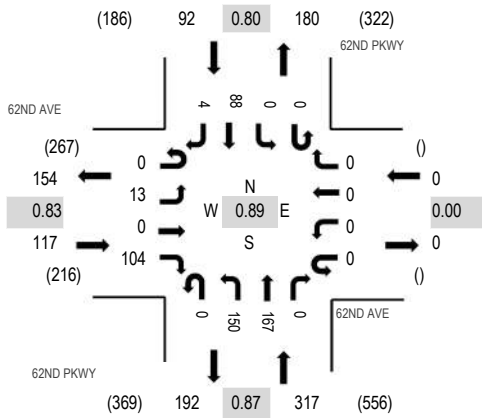 (186) 92 0.80 180 (322)
62ND PKWY
4 88 0 0
62ND AVE
(267) 0 0 ()
154 0 0
13 N 0
0.83 W 0.89 E 0.00
0 0
117 S 0
104 0
(216) ()
0 150 167 0
62ND AVE
62ND PKWY
(369) 192 0.87 317 (556)